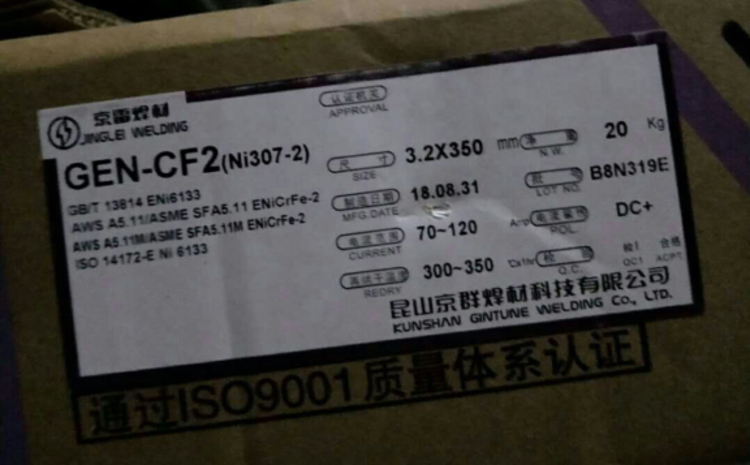 京雷焊材
JINGLEI WELDING
认证机关
APPROVAL
GEN-CF2(Ni307-2)
GB/T 13814 ENi6133
AWS A5.11/ASME SFA5.11 ENiCrFe-2
AWS A5.11M/ASME SFA5.11M ENiCrFe-2
ISO 14172-E Ni 6133
尺寸 3.2X350 mm
SIZE
净重 20 Kg
N.W.
制造日期 18.08.31
MFG.DATE
批号 B8N319E
LOT NO.
电流范围 70~120 Amp
CURRENT
DC+
POL.
再烘干温度 300~350 Cx1hr
REDRY
检1 合格
Q.C. QC1 ACPT.
昆山京群焊材科技有限公司
KUNSHAN GINTUNE WELDING Co., LTD.
通过ISO9001质量体系认证